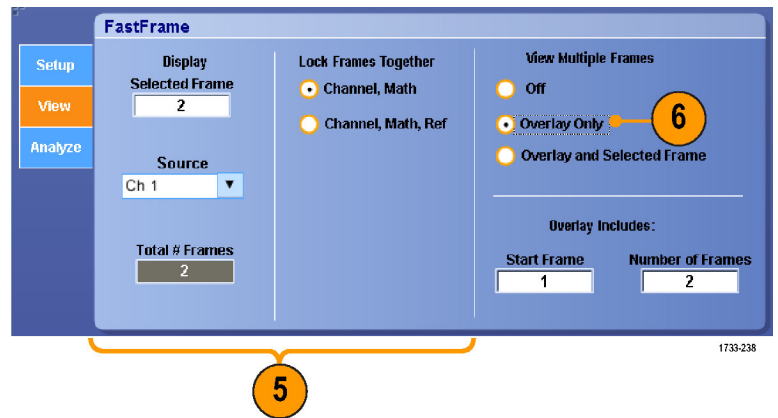 FastFrame
Setup
View
Analyze
Display
Selected Frame
2
Source
Ch 1
Total # Frames
2
Lock Frames Together
Channel, Math
Channel, Math, Ref
View Multiple Frames
Off
Overlay Only
6
Overlay and Selected Frame
Overlay Includes:
Start Frame
1
Number of Frames
2
1733-238
5